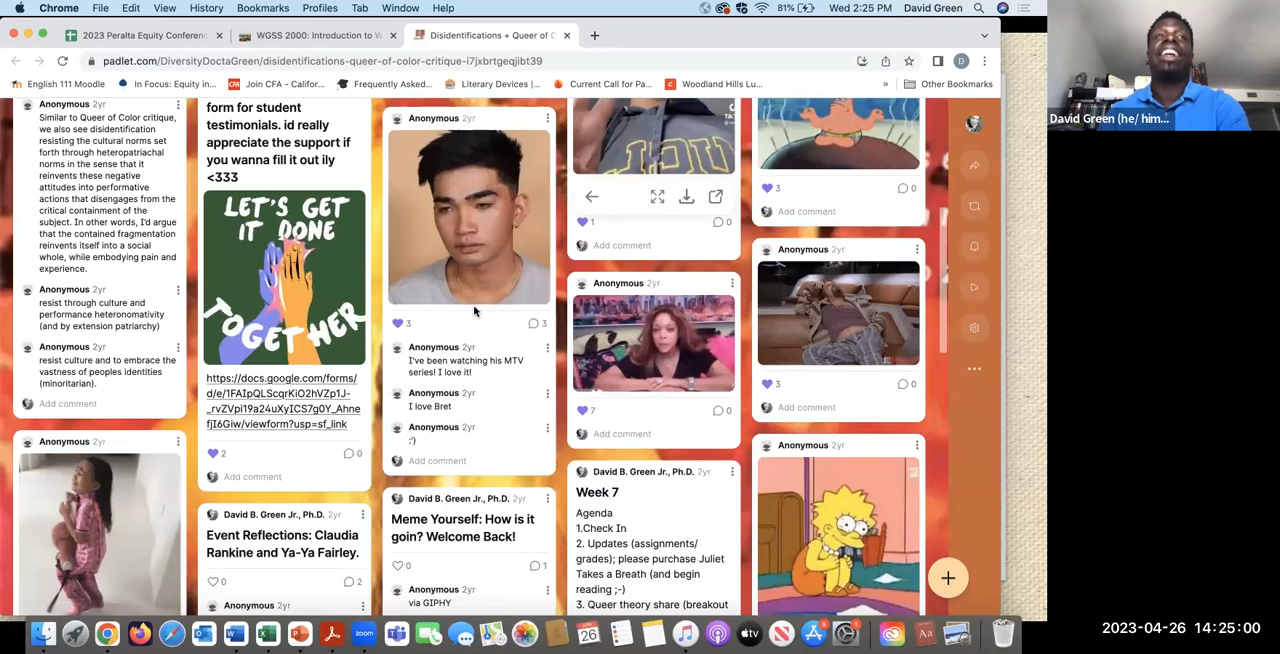 Chrome File Edit View History Bookmarks Profiles Tab Window Help
81% Wed 2:25 PM David Green
2023 Peralta Equity Conferenc
WGSS 2000: Introduction to W
Disidentifications + Queer of C
padlet.com/DiversityDoctaGreen/disidentifications-queer-of-color-critique-i7jxbrtgeqjibt39
English 111 Moodle
In Focus: Equity in...
Join CFA - Califor...
Frequently Asked...
Literary Devices |...
Current Call for Pa...
Woodland Hills Lu...
»
Other Bookmarks
Anonymous 2yr
Similar to Queer of Color critique,
we also see disidentification
resisting the cultural norms set
forth through heteropatriachal
norms in the sense that it
reinvents these negative
attitudes into performative
actions that disengages from the
critical containment of the
subject. In other words, I'd argue
that the contained fragmentation
reinvents itself into a social
whole, while embodying pain and
experience.
Anonymous 2yr
resist through culture and
performance heteronomativity
(and by extension patriarchy)
Anonymous 2yr
resist culture and to embrace the
vastness of peoples identities
(minoritarian).
Add comment
Anonymous 2yr
form for student
testimonials. id really
appreciate the support if
you wanna fill it out ily
<333
LET'S GET
IT DONE
TOGETHER
https://docs.google.com/forms/
2
0
Add comment
David B. Green Jr., Ph.D. 2yr
Event Reflections: Claudia
Rankine and Ya-Ya Fairley.
0
2
Anonymous 2yr
Anonymous 2yr
3
3
Anonymous 2yr
I've been watching his MTV
series! I love it!
Anonymous 2yr
I love Bret
Anonymous 2yr
:')
Add comment
David B. Green Jr., Ph.D. 2yr
Meme Yourself: How is it
goin? Welcome Back!
0
1
Anonymous 2yr
via GIPHY
1
0
Add comment
Anonymous 2yr
7
0
Add comment
David B. Green Jr., Ph.D. 2yr
Week 7
Agenda
1.Check In
2. Updates (assignments/
grades); please purchase Juliet
Takes a Breath (and begin
reading ;-)
3. Queer theory share (breakout
3
0
Add comment
Anonymous 2yr
3
0
Add comment
Anonymous 2yr
David Green (he/ him...
2023-04-26 14:25:00